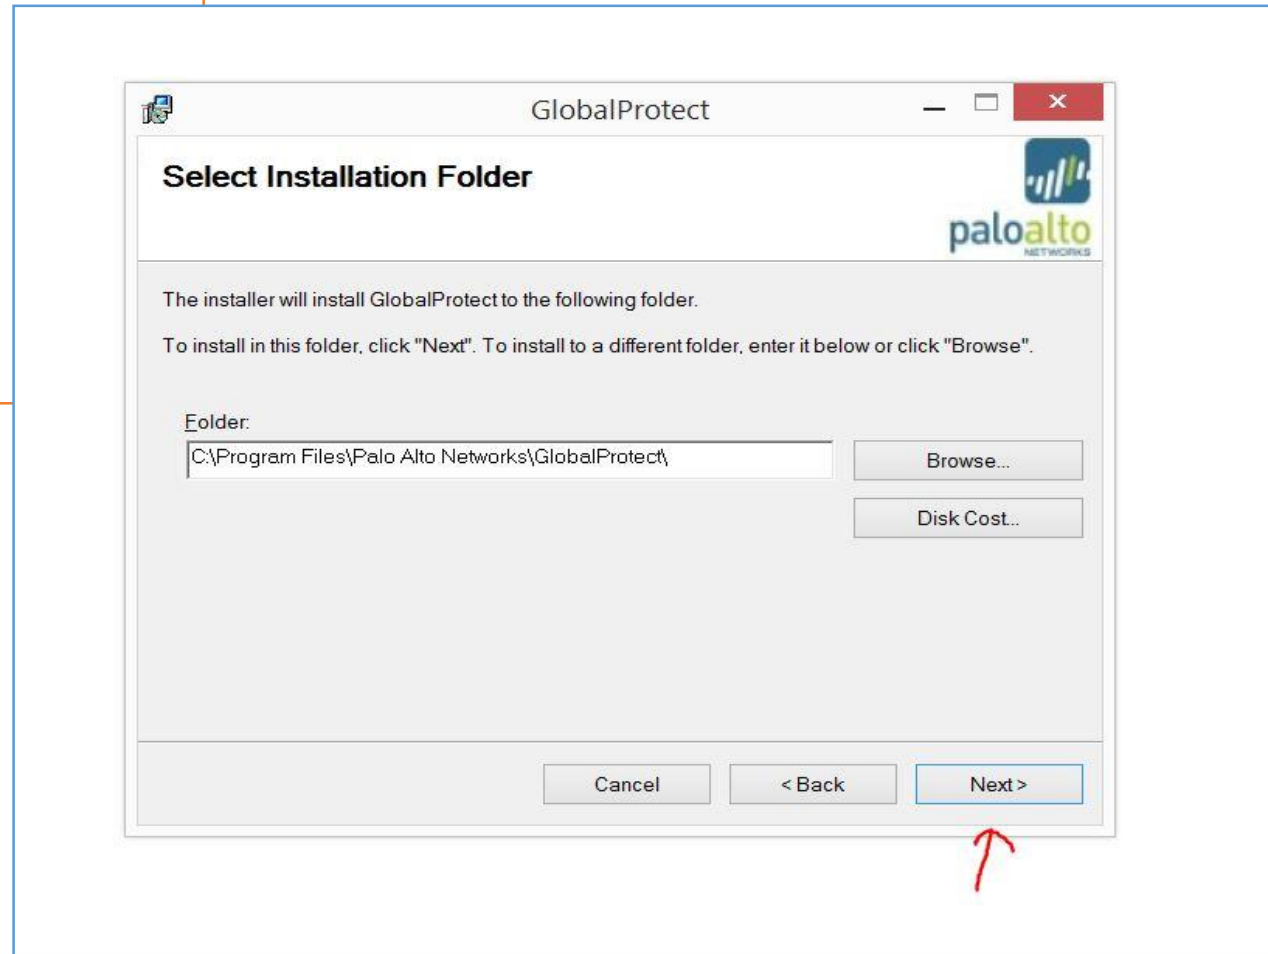 GlobalProtect
Select Installation Folder
paloalto
NETWORKS
The installer will install GlobalProtect to the following folder.
To install in this folder, click "Next". To install to a different folder, enter it below or click "Browse".
Folder:
C:\Program Files\Palo Alto Networks\GlobalProtect\
Browse...
Disk Cost...
Cancel
< Back
Next >